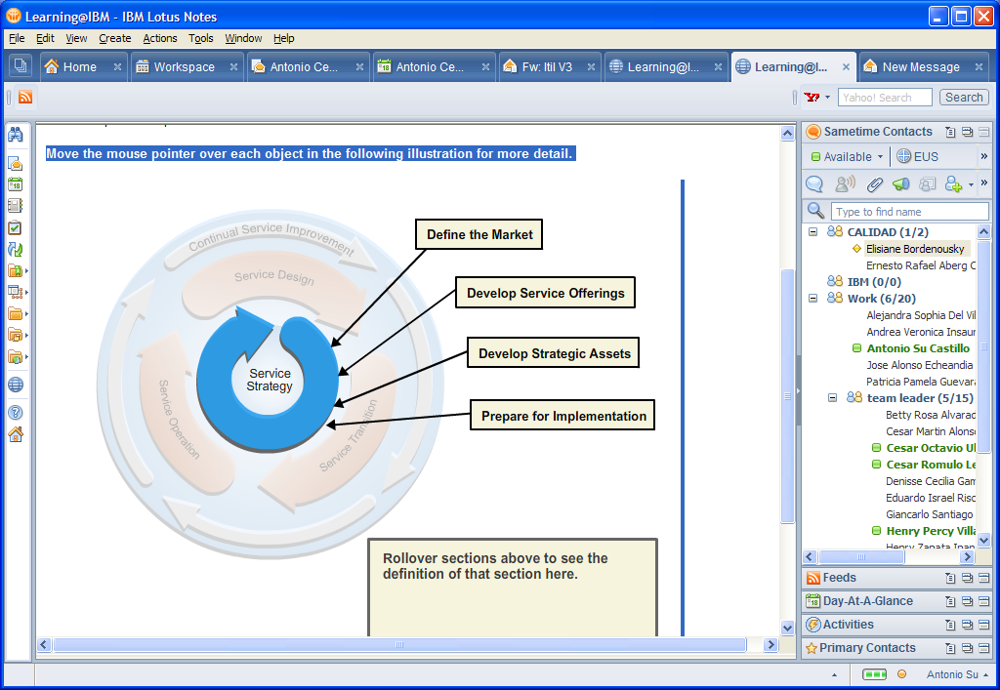 Learning@IBM - IBM Lotus Notes
File Edit View Create Actions Tools Window Help
Home
Workspace
Antonio Ce...
Antonio Ce...
Fw: Itil V3
Learning@I...
Learning@I...
New Message
Yahoo! Search
Search
Move the mouse pointer over each object in the following illustration for more detail.
Continual Service Improvement
Service Design
Service Strategy
Service Operation
Service Transition
Define the Market
Develop Service Offerings
Develop Strategic Assets
Prepare for Implementation
Rollover sections above to see the
definition of that section here.
Sametime Contacts
Available
EUS
Type to find name
CALIDAD (1/2)
Elisiane Bordenousky
Ernesto Rafael Aberg C
IBM (0/0)
Work (6/20)
Alejandra Sophia Del Vil
Andrea Veronica Insaur
Antonio Su Castillo
Jose Alonso Echeandia
Patricia Pamela Guevar
team leader (5/15)
Betty Rosa Alvarad
Cesar Martin Alons
Cesar Octavio Ul
Cesar Romulo Le
Denisse Cecilia Gam
Eduardo Israel Risc
Giancarlo Santiago
Henry Percy Villa
Henry Zapata
Feeds
Day-At-A-Glance
Activities
Primary Contacts
Antonio Su